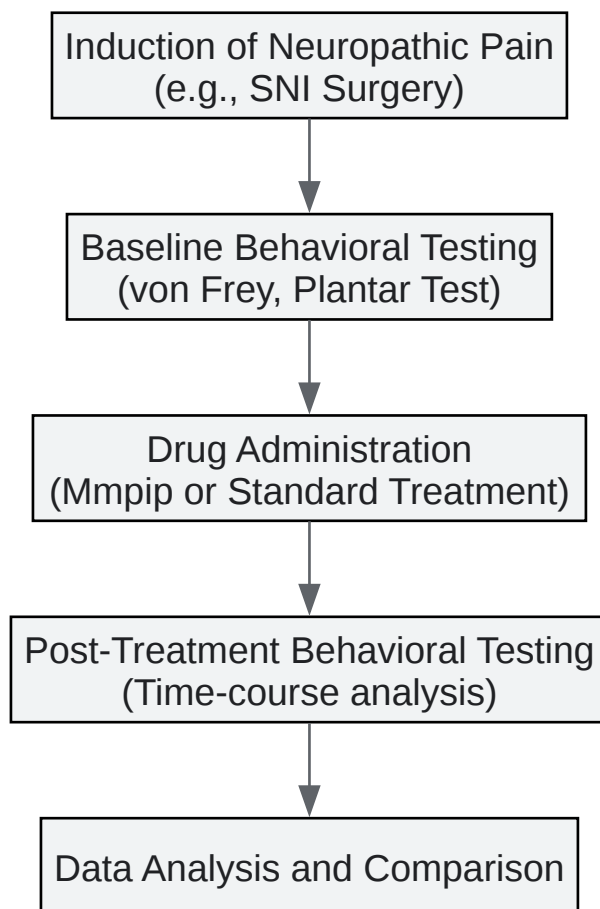 Induction of Neuropathic Pain
(e.g., SNI Surgery)
Baseline Behavioral Testing
(von Frey, Plantar Test)
Drug Administration
(Mmpip or Standard Treatment)
Post-Treatment Behavioral Testing
(Time-course analysis)
Data Analysis and Comparison